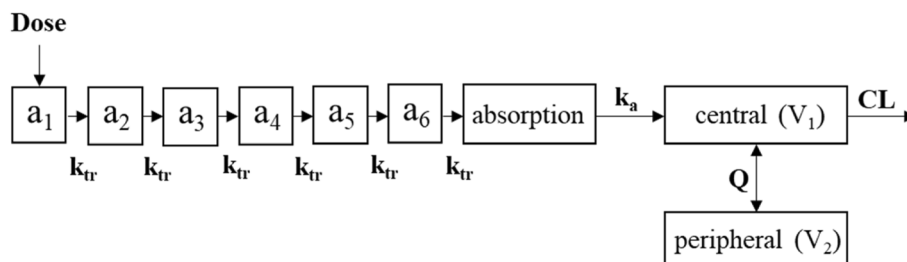 Dose
a₁ a₂ a₃ a₄ a₅ a₆ absorption kₐ central (V₁) CL
kₜᵣ kₜᵣ kₜᵣ kₜᵣ kₜᵣ kₜᵣ
Q
peripheral (V₂)